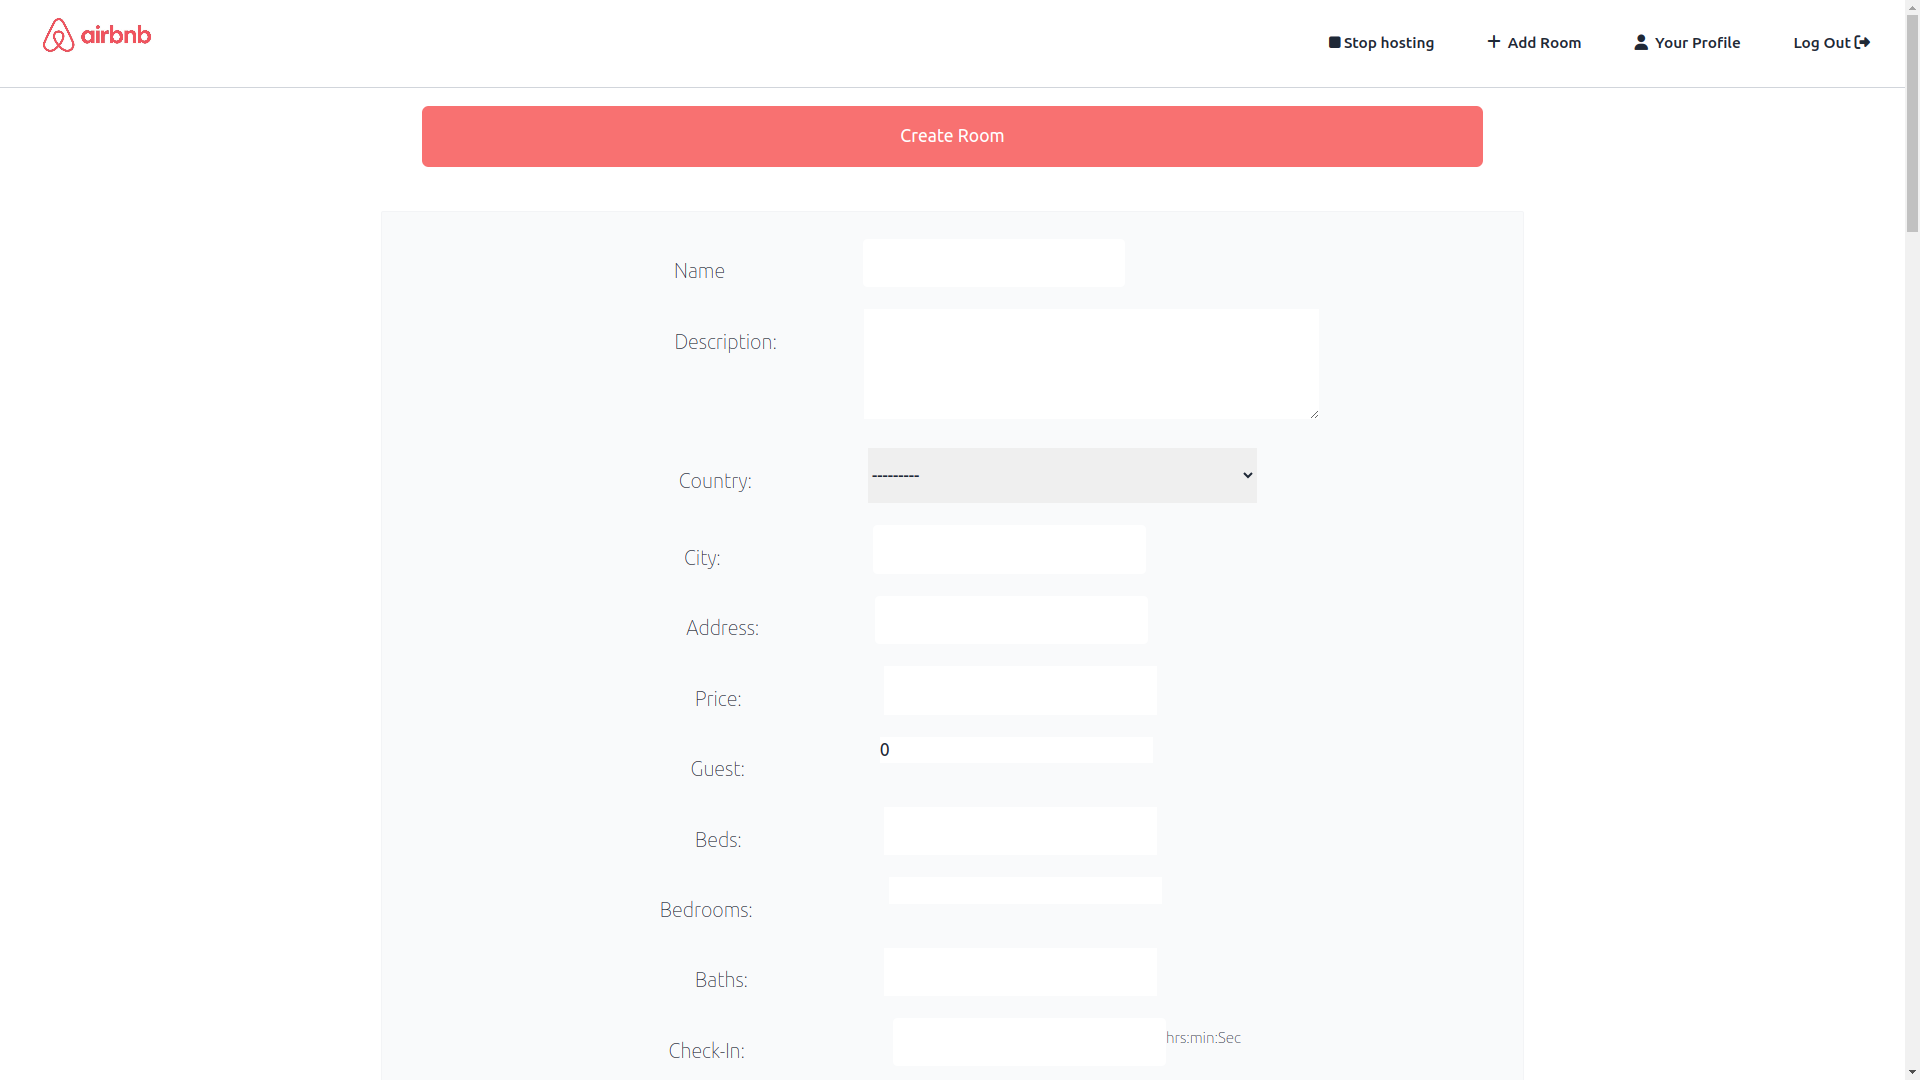 airbnb
Stop hosting
Add Room
Your Profile
Log Out
Create Room
Name
Description:
Country:
---------
City:
Address:
Price:
0
Guest:
Beds:
Bedrooms:
Baths:
hrs:min:Sec
Check-In: